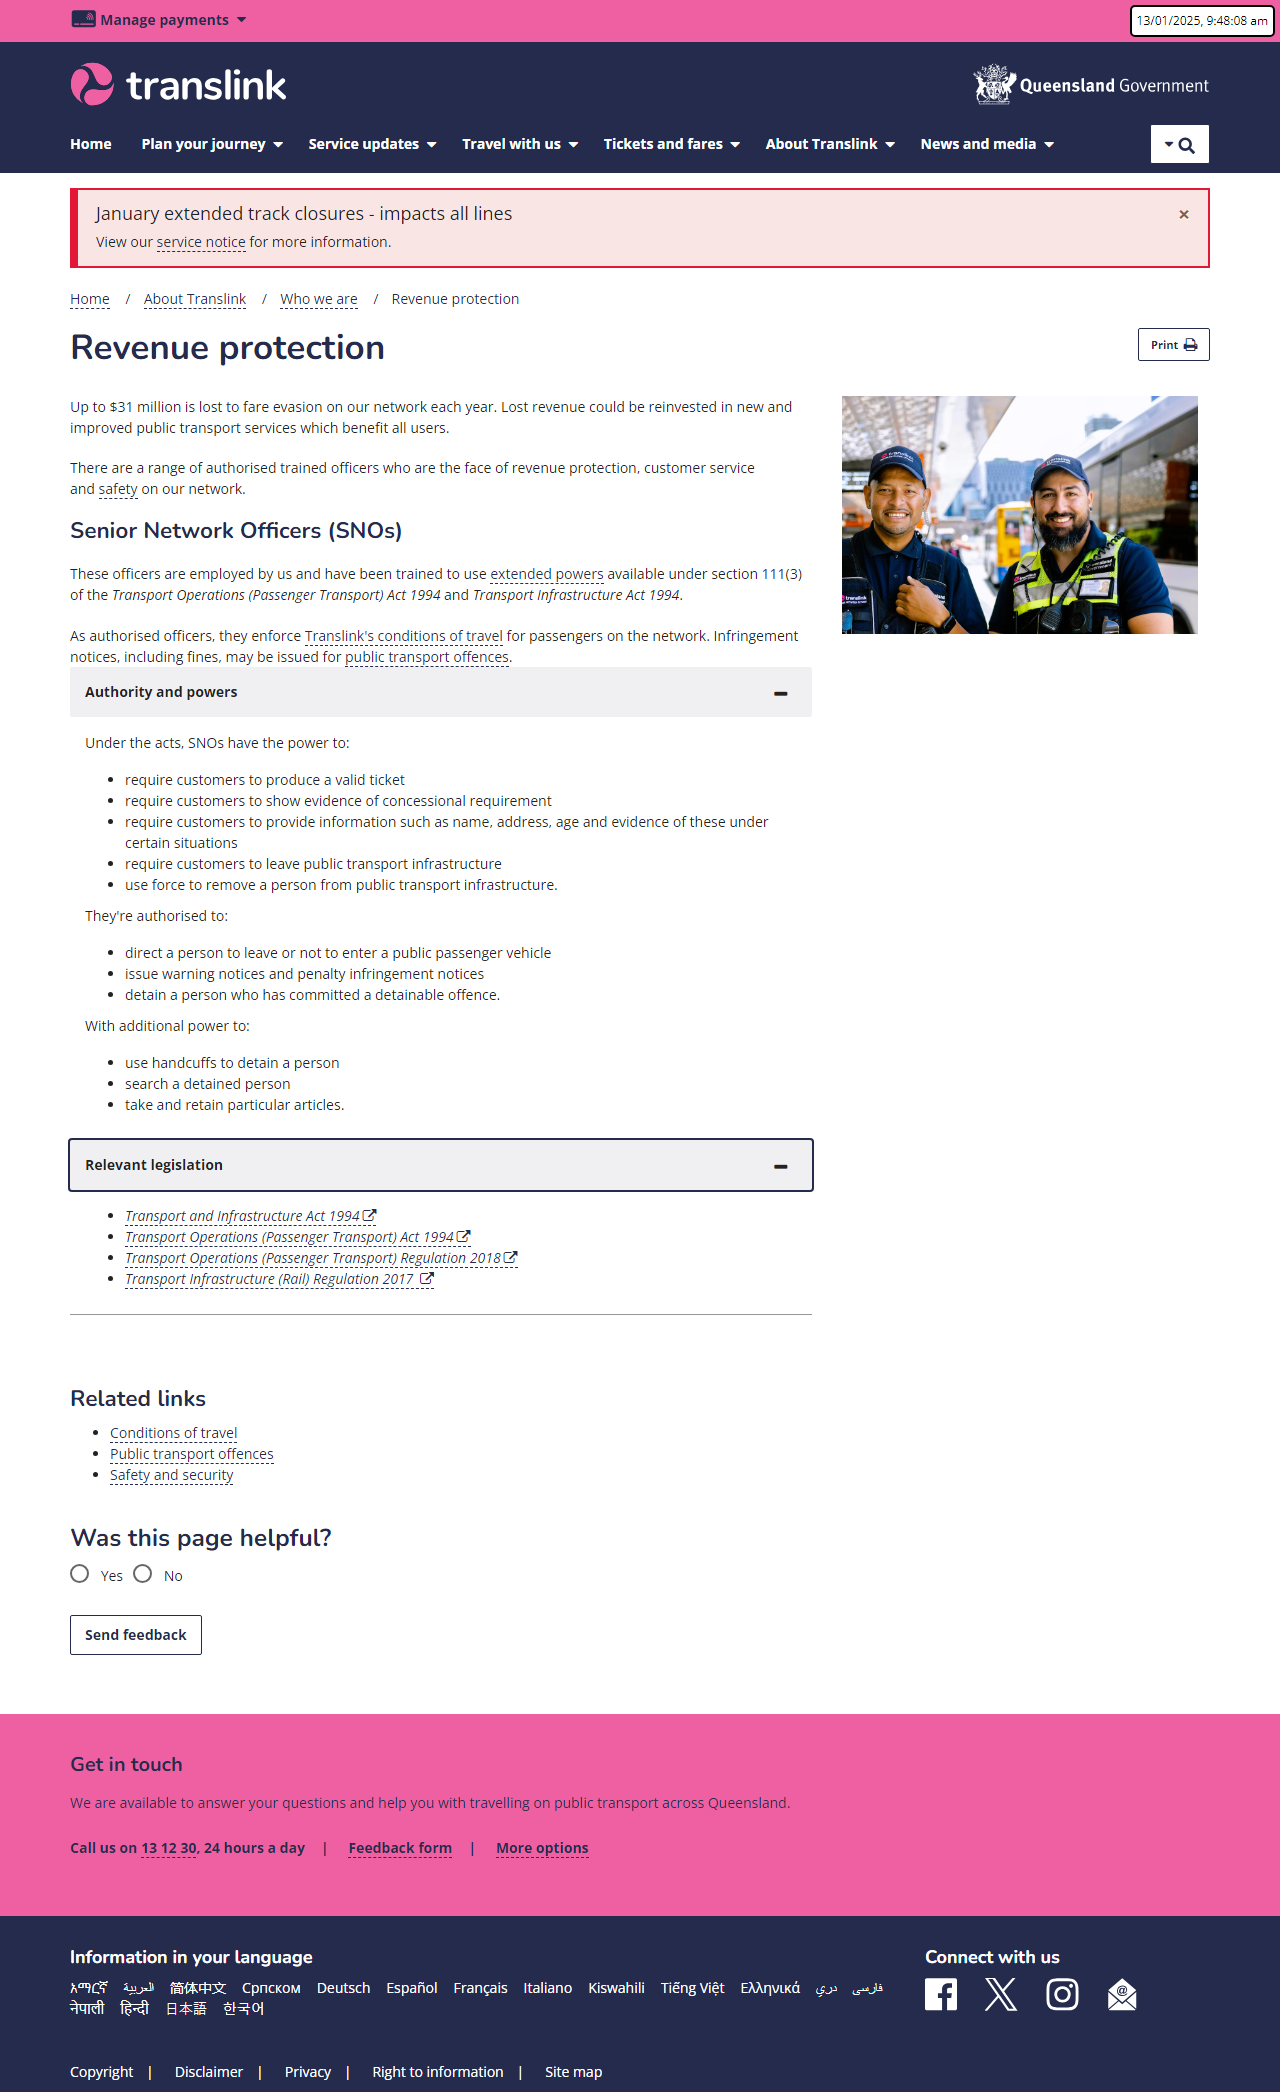 Manage payments
13/01/2025, 9:48:08 am
translink
Queensland Government
Home Plan your journey Service updates Travel with us Tickets and fares About Translink News and media
January extended track closures - impacts all lines ×
View our service notice for more information.
Home / About Translink / Who we are / Revenue protection
Revenue protection
Print
Up to $31 million is lost to fare evasion on our network each year. Lost revenue could be reinvested in new and
improved public transport services which benefit all users.
There are a range of authorised trained officers who are the face of revenue protection, customer service
and safety on our network.
translink
translink
translink
Senior Network Officers (SNOs)
These officers are employed by us and have been trained to use extended powers available under section 111(3)
of the Transport Operations (Passenger Transport) Act 1994 and Transport Infrastructure Act 1994.
As authorised officers, they enforce Translink's conditions of travel for passengers on the network. Infringement
notices, including fines, may be issued for public transport offences.
Authority and powers
Under the acts, SNOs have the power to:
• require customers to produce a valid ticket
• require customers to show evidence of concessional requirement
• require customers to provide information such as name, address, age and evidence of these under
certain situations
• require customers to leave public transport infrastructure
• use force to remove a person from public transport infrastructure.
They're authorised to:
• direct a person to leave or not to enter a public passenger vehicle
• issue warning notices and penalty infringement notices
• detain a person who has committed a detainable offence.
With additional power to:
• use handcuffs to detain a person
• search a detained person
• take and retain particular articles.
Relevant legislation
• Transport and Infrastructure Act 1994
• Transport Operations (Passenger Transport) Act 1994
• Transport Operations (Passenger Transport) Regulation 2018
• Transport Infrastructure (Rail) Regulation 2017
Related links
• Conditions of travel
• Public transport offences
• Safety and security
Was this page helpful?
Yes No
Send feedback
Get in touch
We are available to answer your questions and help you with travelling on public transport across Queensland.
Call us on 13 12 30, 24 hours a day | Feedback form | More options
Information in your language
አማርኛ العربية 简体中文 Српском Deutsch Español Français Italiano Kiswahili Tiếng Việt Ελληνικά دري فارسی
नेपाली हिन्दी 日本語 한국어
Connect with us
Copyright | Disclaimer | Privacy | Right to information | Site map